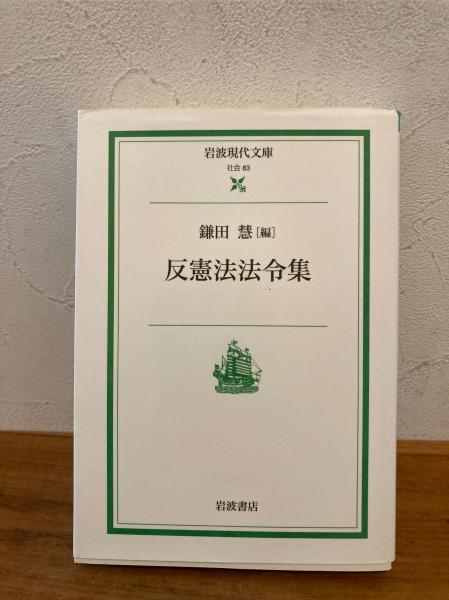 岩波現代文庫
社会 83
鎌田 慧[編]
反憲法法令集
岩波書店